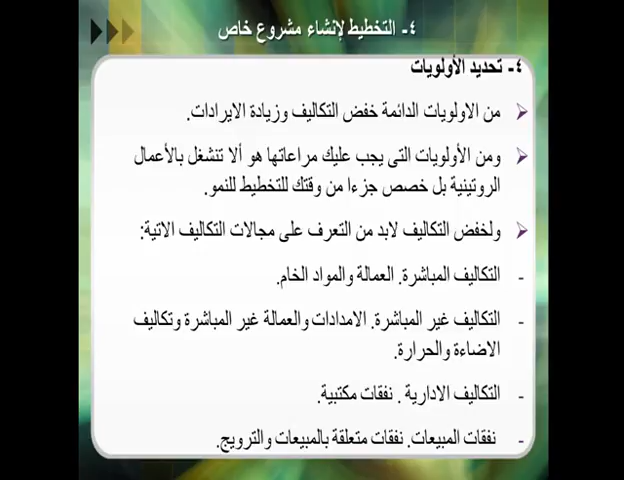 ٤- التخطيط لإنشاء مشروع خاص
٤- تحديد الأولويات
من الاولويات الدائمة خفض التكاليف وزيادة الايرادات.
ومن الأولويات التى يجب عليك مراعاتها هو ألا تنشغل بالأعمال
الروتينية بل خصص جزءا من وقتك للتخطيط للنمو.
ولخفض التكاليف لابد من التعرف على مجالات التكاليف الاتية:
- التكاليف المباشرة. العمالة والمواد الخام.
- التكاليف غير المباشرة. الامدادات والعمالة غير المباشرة وتكاليف
الاضاءة والحرارة.
- التكاليف الادارية . نفقات مكتبية.
- نفقات المبيعات. نفقات متعلقة بالمبيعات والترويج.